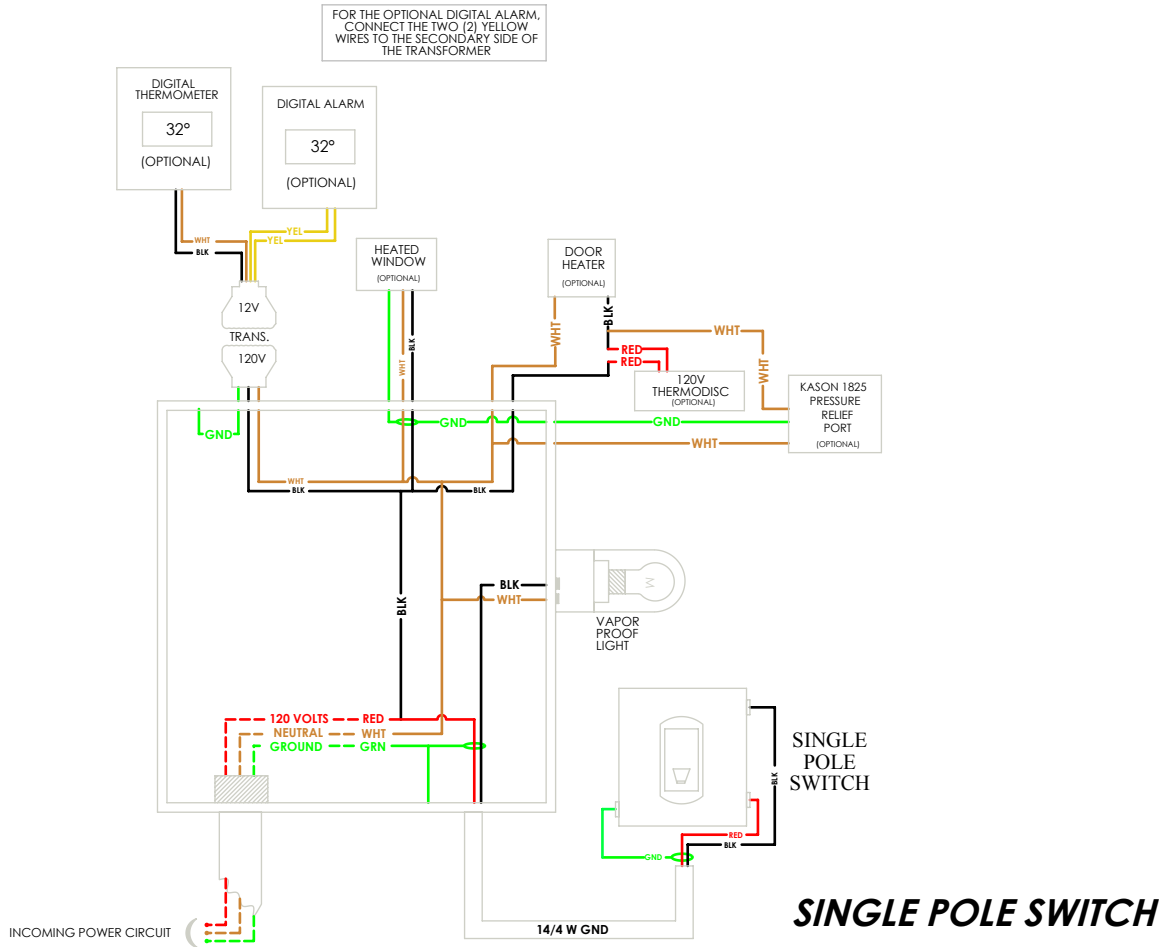 FOR THE OPTIONAL DIGITAL ALARM,
CONNECT THE TWO (2) YELLOW
WIRES TO THE SECONDARY SIDE OF
THE TRANSFORMER
DIGITAL
THERMOMETER
32°
(OPTIONAL)
DIGITAL ALARM
32°
(OPTIONAL)
WHT
BLK
YEL
YEL
12V
TRANS.
120V
HEATED
WINDOW
(OPTIONAL)
WHT
BLK
DOOR
HEATER
(OPTIONAL)
WHT
BLK
RED
RED
120V
THERMODISC
(OPTIONAL)
WHT
WHT
KASON 1825
PRESSURE
RELIEF
PORT
(OPTIONAL)
GND
GND
GND
WHT
WHT
BLK
BLK
BLK
BLK
WHT
VAPOR
PROOF
LIGHT
120 VOLTS
RED
NEUTRAL
WHT
GROUND
GRN
SINGLE
POLE
SWITCH
BLK
RED
BLK
GND
14/4 W GND
INCOMING POWER CIRCUIT
SINGLE POLE SWITCH